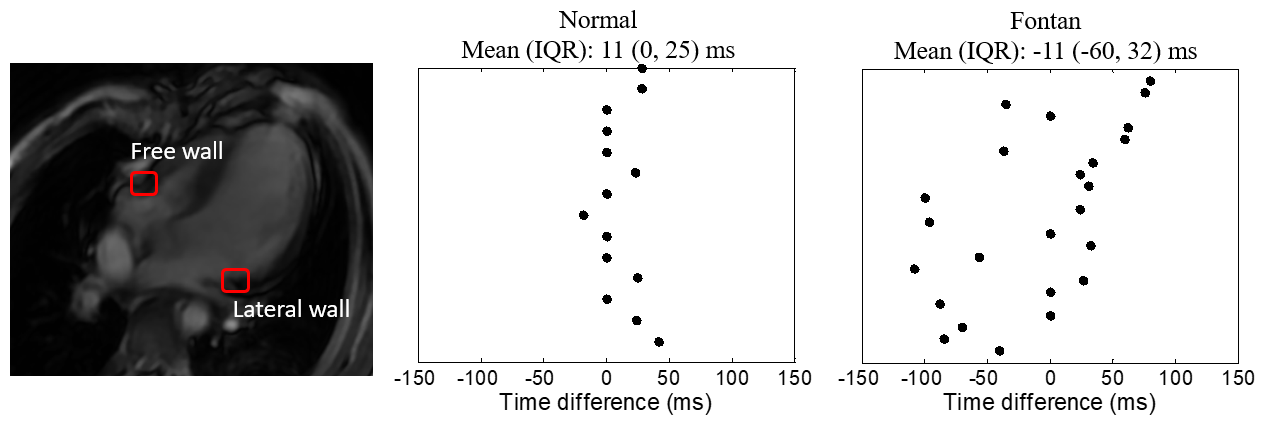 Free wall
Lateral wall
Normal
Mean (IQR): 11 (0, 25) ms
-150 -100 -50 0 50 100 150
Time difference (ms)
Fontan
Mean (IQR): -11 (-60, 32) ms
-150 -100 -50 0 50 100 150
Time difference (ms)